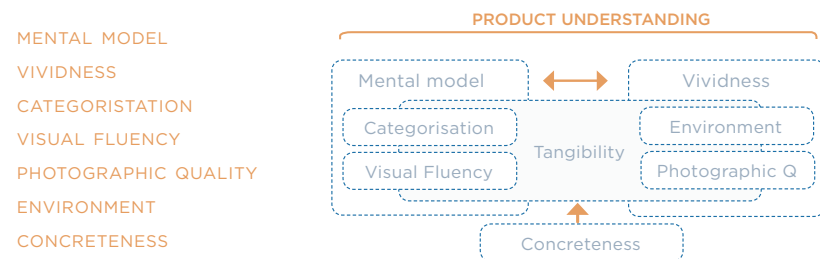 MENTAL MODEL
VIVIDNESS
CATEGORISTATION
VISUAL FLUENCY
PHOTOGRAPHIC QUALITY
ENVIRONMENT
CONCRETENESS
PRODUCT UNDERSTANDING
Mental model
Vividness
Categorisation
Environment
Tangibility
Visual Fluency
Photographic Q
Concreteness